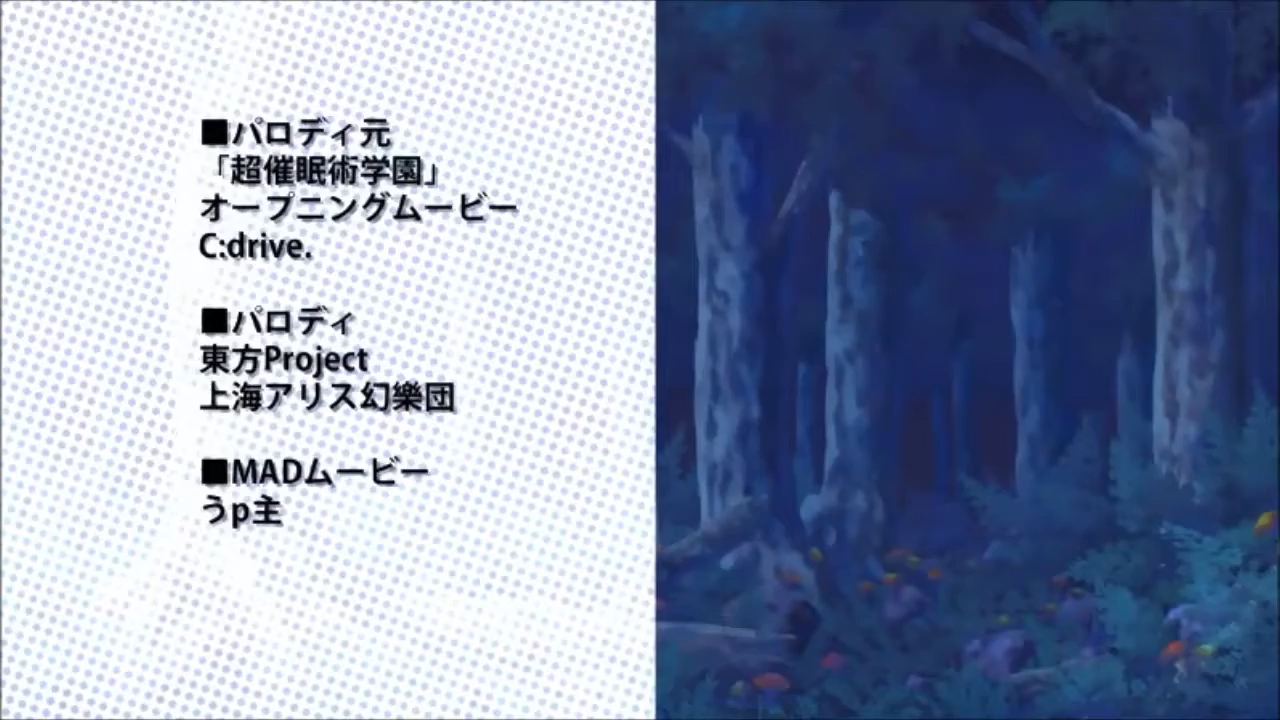 ■パロディ元
「超催眠術学園」
オープニングムービー
C:drive.
■パロディ
東方Project
上海アリス幻樂団
■MADムービー
うp主